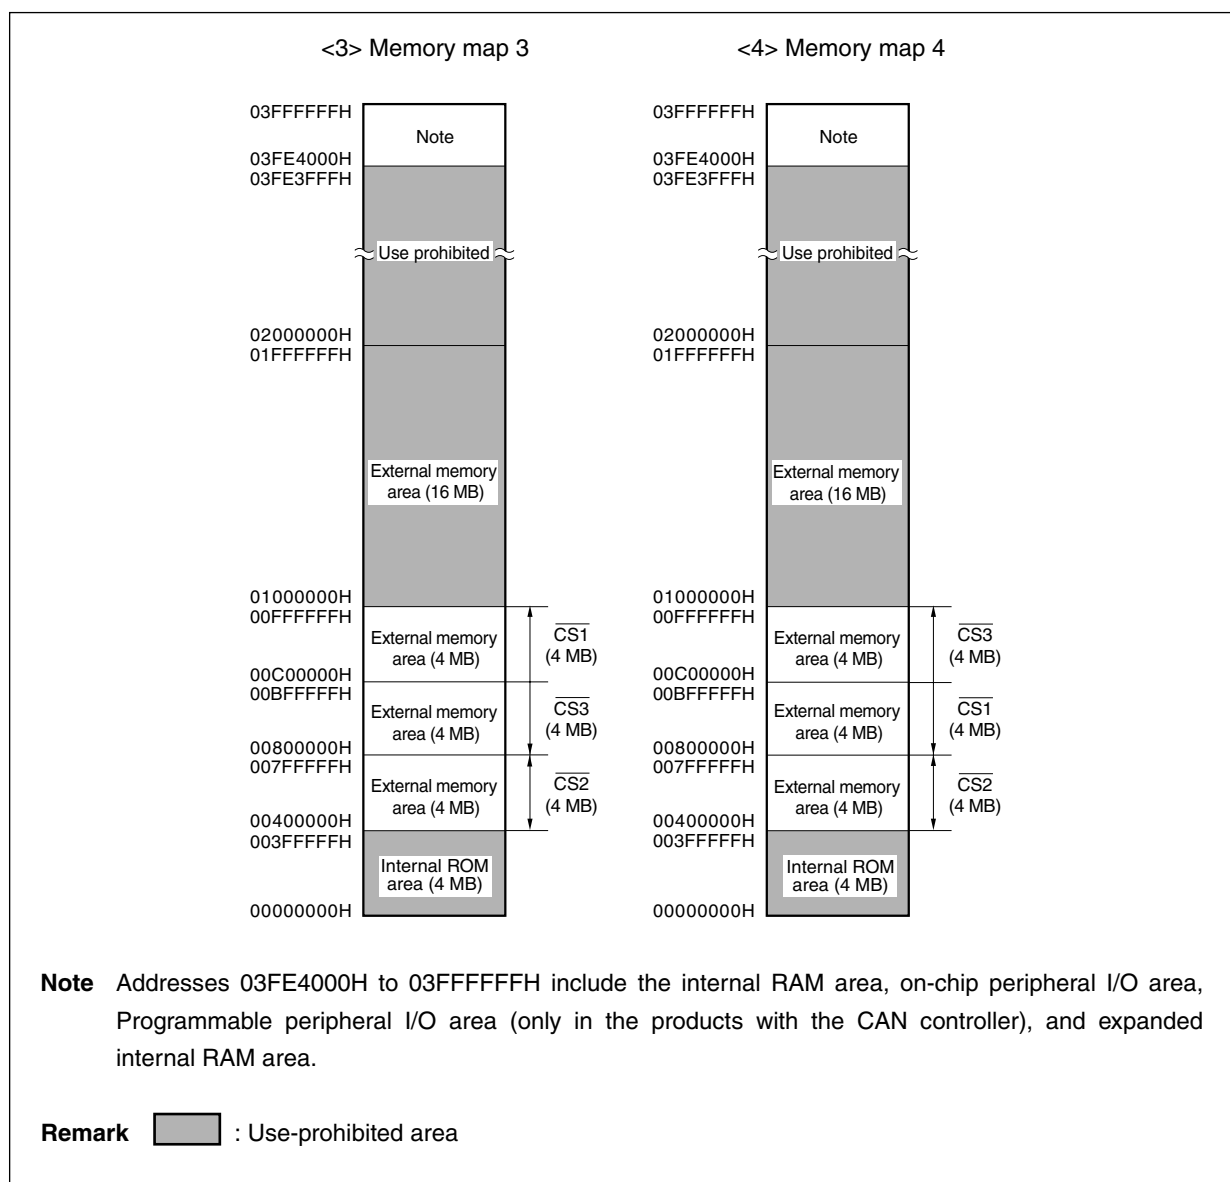 <3> Memory map 3
03FFFFFFH
Note
03FE4000H
03FE3FFFH
Use prohibited
02000000H
01FFFFFFH
External memory
area (16 MB)
01000000H
00FFFFFFH
External memory
area (4 MB)
CS1
(4 MB)
00C00000H
00BFFFFFH
External memory
area (4 MB)
CS3
(4 MB)
00800000H
007FFFFFH
External memory
area (4 MB)
CS2
(4 MB)
00400000H
003FFFFFH
Internal ROM
area (4 MB)
00000000H
<4> Memory map 4
03FFFFFFH
Note
03FE4000H
03FE3FFFH
Use prohibited
02000000H
01FFFFFFH
External memory
area (16 MB)
01000000H
00FFFFFFH
External memory
area (4 MB)
CS3
(4 MB)
00C00000H
00BFFFFFH
External memory
area (4 MB)
CS1
(4 MB)
00800000H
007FFFFFH
External memory
area (4 MB)
CS2
(4 MB)
00400000H
003FFFFFH
Internal ROM
area (4 MB)
00000000H
Note Addresses 03FE4000H to 03FFFFFFH include the internal RAM area, on-chip peripheral I/O area,
Programmable peripheral I/O area (only in the products with the CAN controller), and expanded
internal RAM area.
Remark : Use-prohibited area